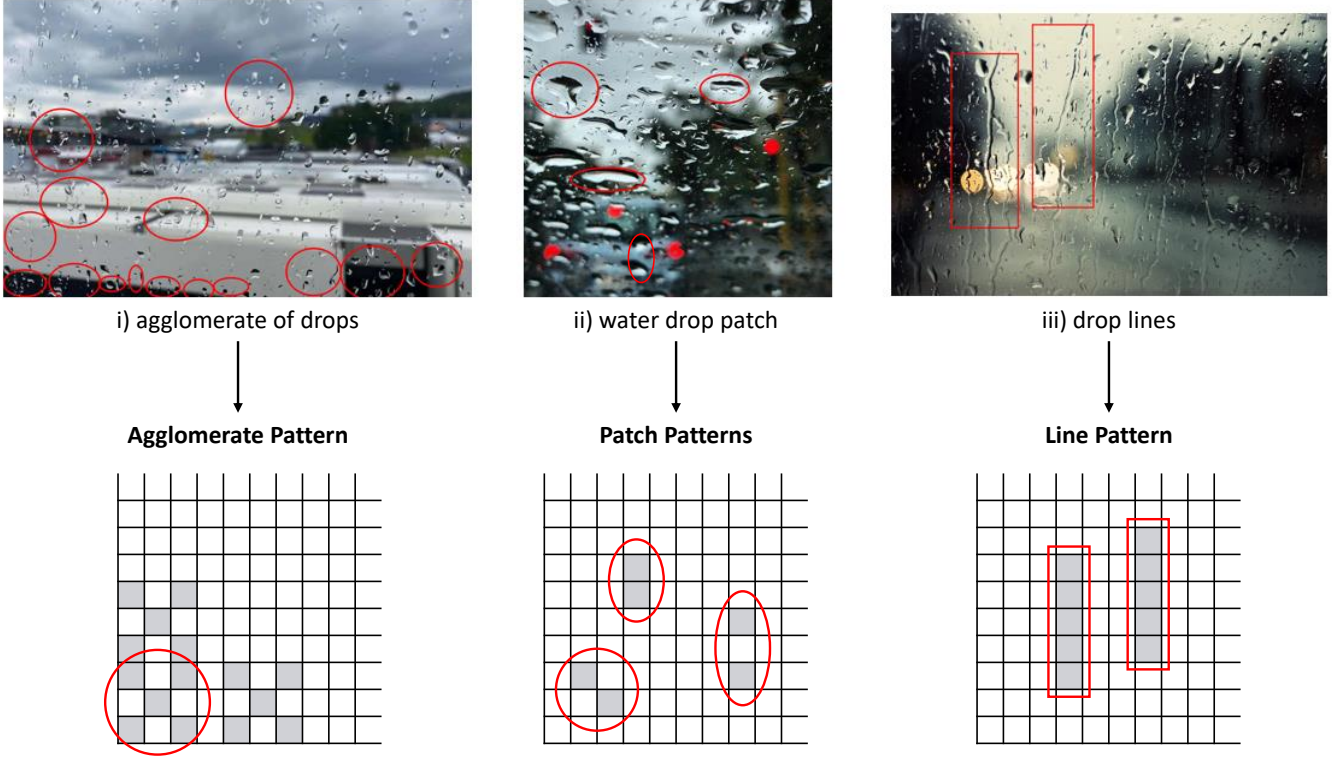 i) agglomerate of drops
ii) water drop patch
iii) drop lines
Agglomerate Pattern
Patch Patterns
Line Pattern